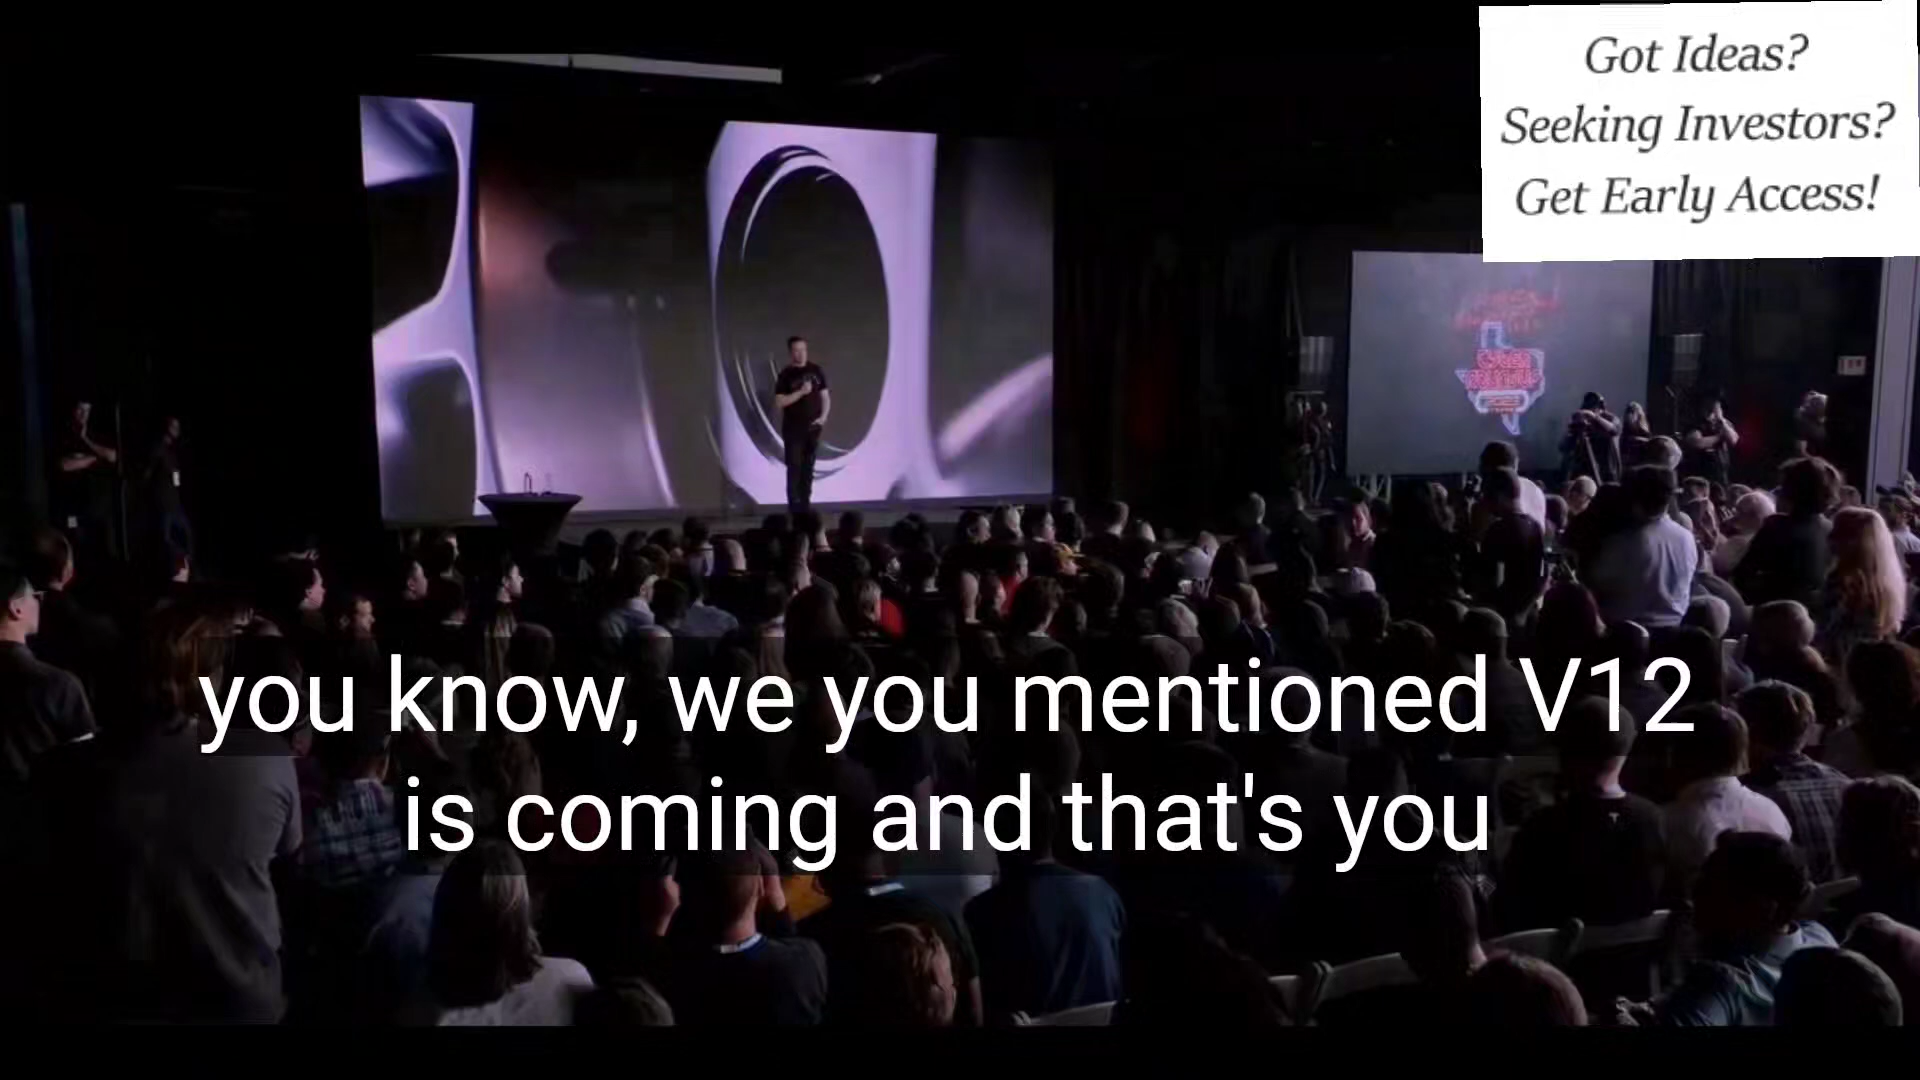 Got Ideas?
Seeking Investors?
Get Early Access!
you know, we you mentioned V12
is coming and that's you